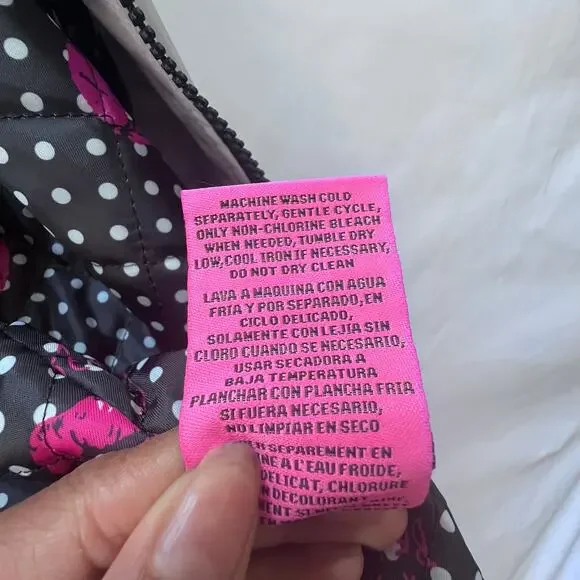 MACHINE WASH COLD
SEPARATELY, GENTLE CYCLE,
ONLY NON-CHLORINE BLEACH
WHEN NEEDED, TUMBLE DRY
LOW, COOL IRON IF NECESSARY,
DO NOT DRY CLEAN
LAVA A MAQUINA CON AGUA
FRIA Y POR SEPARADO, EN
CICLO DELICADO,
SOLAMENTE CON LEJIA SIN
CLORO CUANDO SE NECESARIO,
USAR SECADORA A
BAJA TEMPERATURA
PLANCHAR CON PLANCHA FRIA
SI FUERA NECESARIO,
NO LIMPIAR EN SECO
SEPAREMENT EN
A L'EAU FROIDE,
DELICAT, CHLORURE